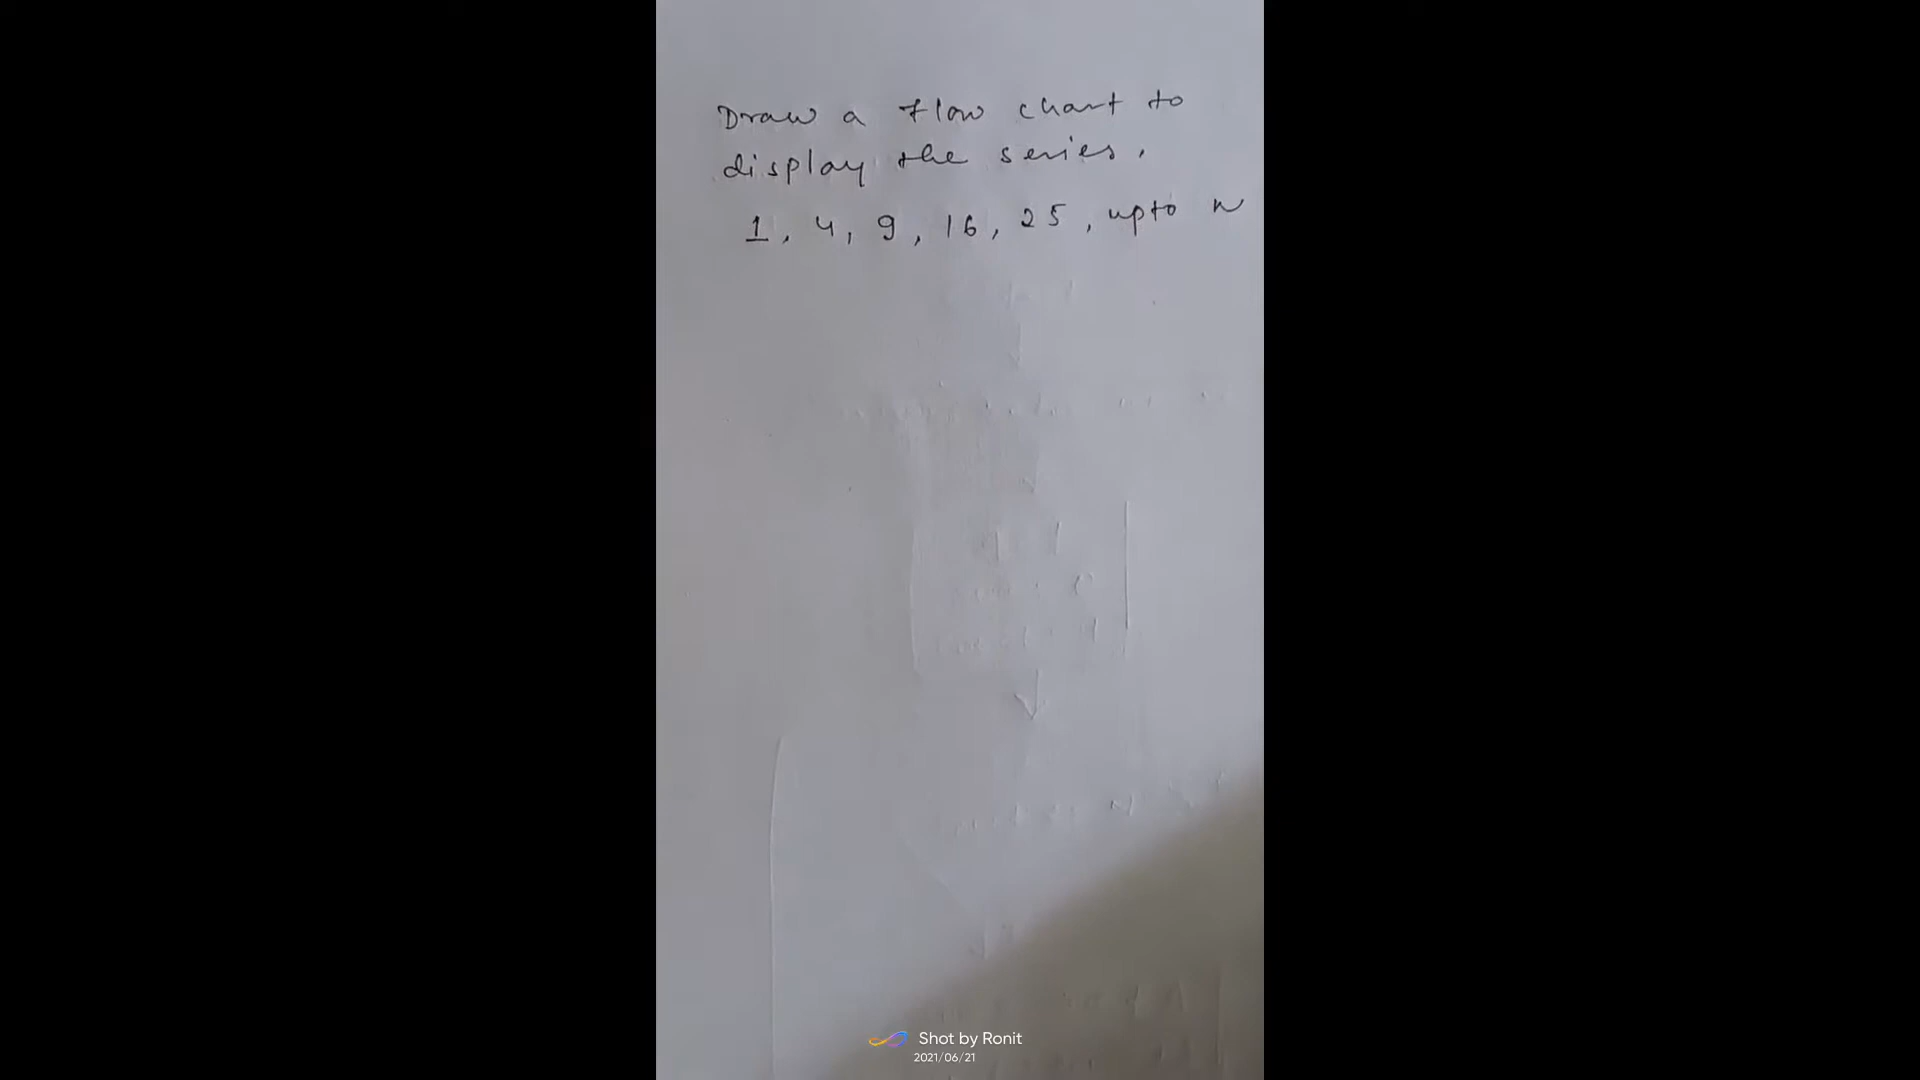 Draw a flow chart to
display the series.
1, 4, 9, 16, 25, upto N
Shot by Ronit
2021/06/21